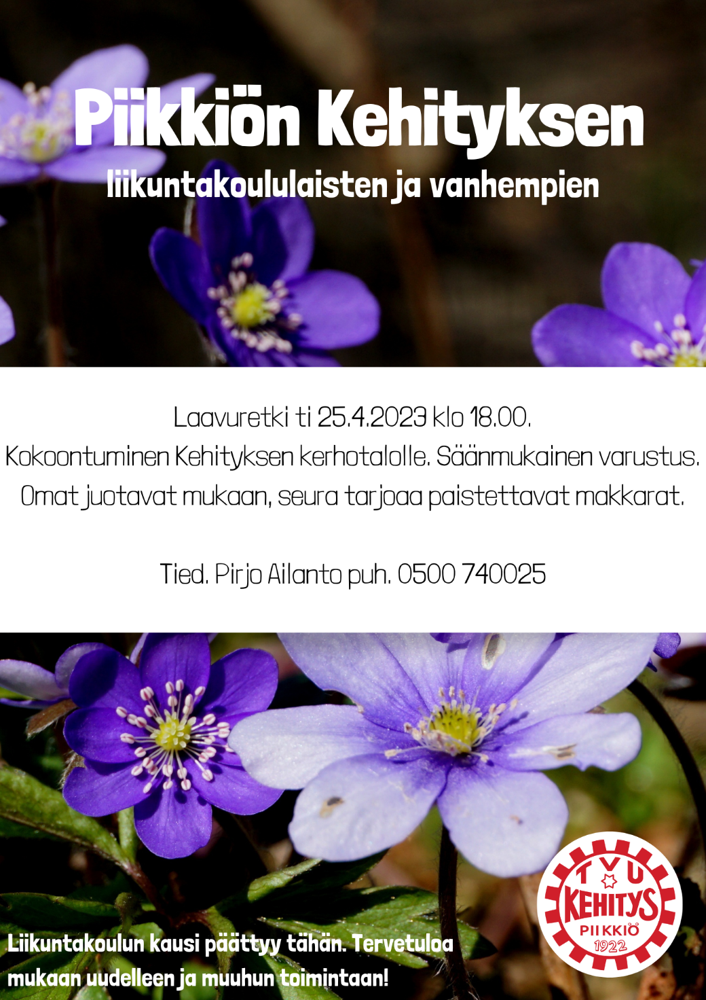 Piikkiön Kehityksen
liikuntakoululaisten ja vanhempien
Laavuretki ti 25.4.2023 klo 18.00.
Kokoontuminen Kehityksen kerhotalolle. Säänmukainen varustus.
Omat juotavat mukaan, seura tarjoaa paistettavat makkarat.
Tied. Pirjo Ailanto puh. 0500 740025
TVU
KEHITYS
PIIKKIÖ
1922
Liikuntakoulun kausi päättyy tähän. Tervetuloa
mukaan uudelleen ja muuhun toimintaan!